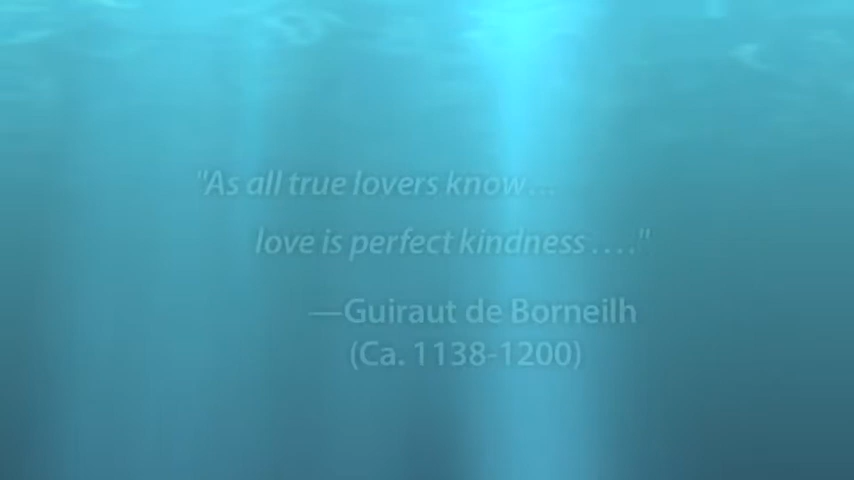 "As all true lovers know...
love is perfect kindness...."
—Guiraut de Borneilh
(Ca. 1138-1200)